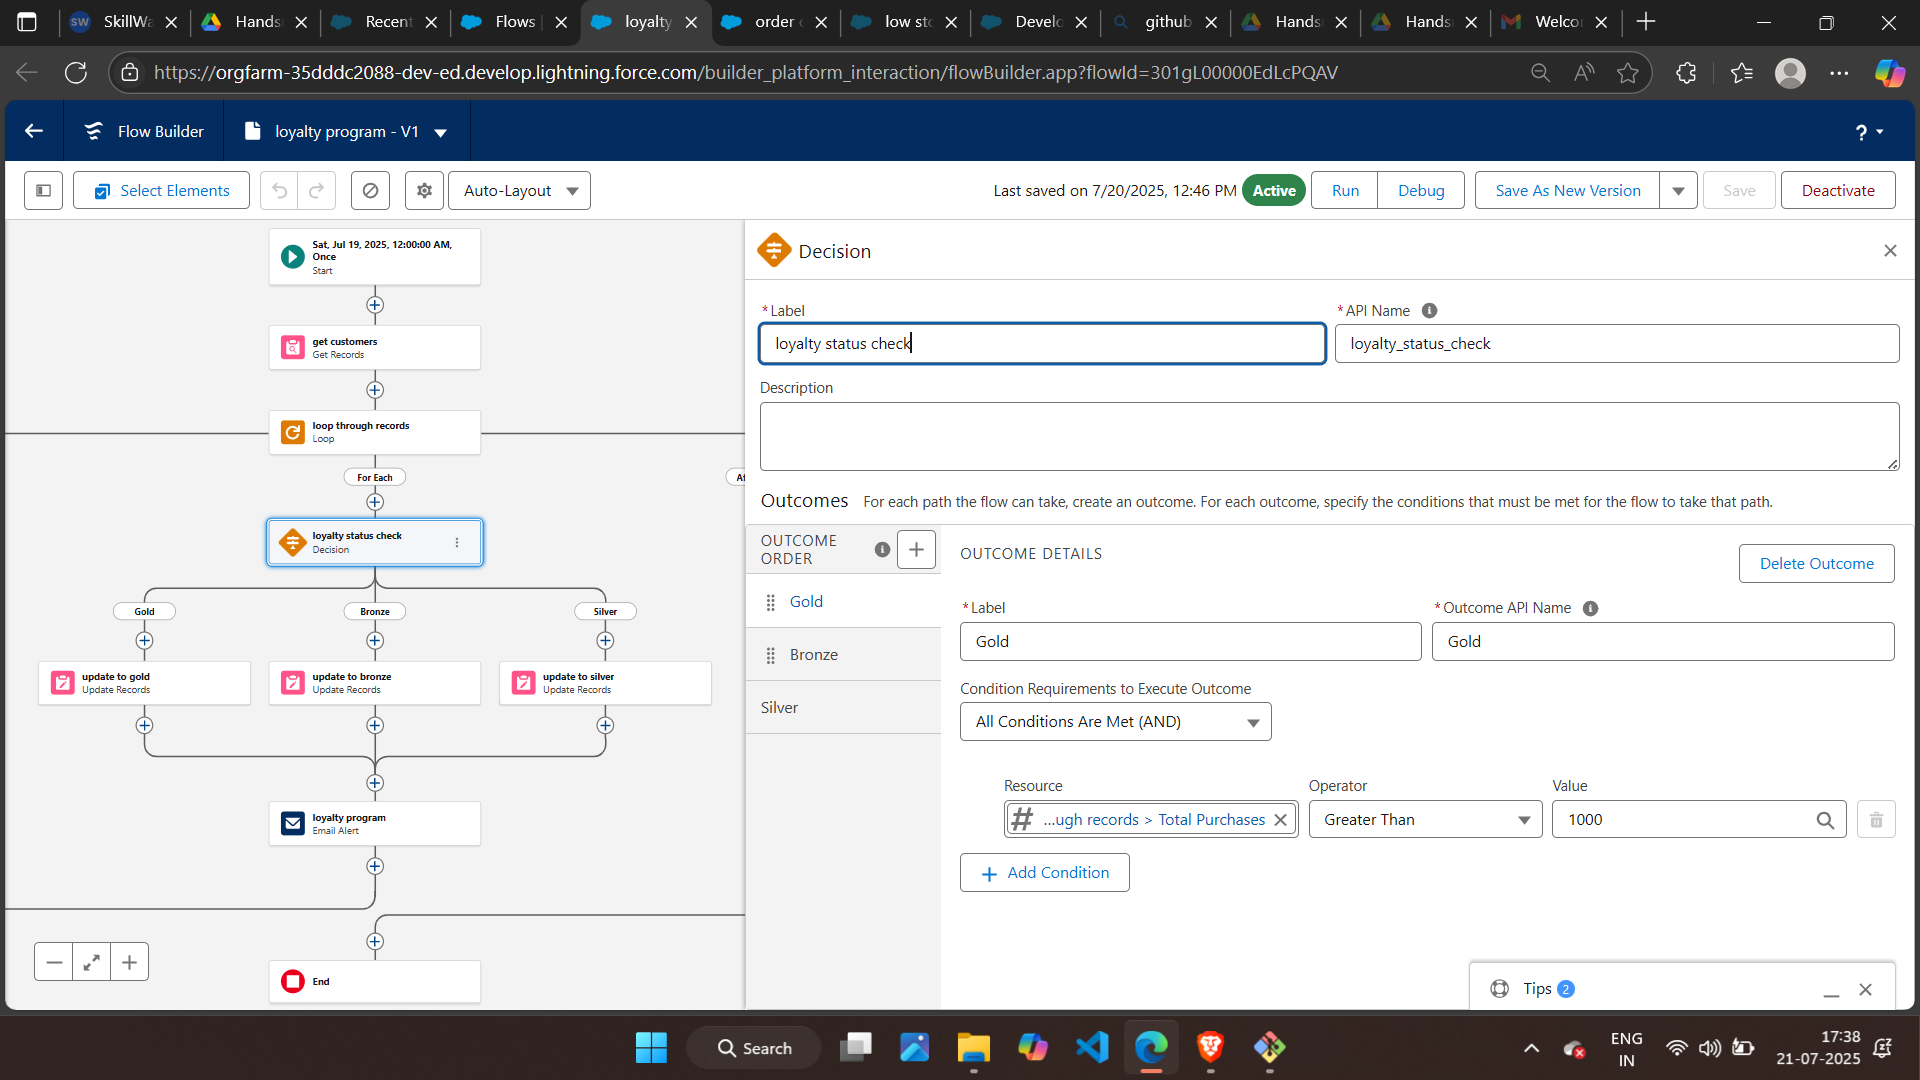 SkillWa
Hands
Recent
Flows
loyalty
order
low sto
Develo
github
Hands
Hands
Welco
https://orgfarm-35dddc2088-dev-ed.develop.lightning.force.com/builder_platform_interaction/flowBuilder.app?flowId=301gL00000EdLcPQAV
Flow Builder
loyalty program - V1
?
Select Elements
Auto-Layout
Last saved on 7/20/2025, 12:46 PM
Active
Run
Debug
Save As New Version
Save
Deactivate
Sat, Jul 19, 2025, 12:00:00 AM,
Once
Start
get customers
Get Records
loop through records
Loop
For Each
Af
loyalty status check
Decision
Gold
Bronze
Silver
update to gold
Update Records
update to bronze
Update Records
update to silver
Update Records
loyalty program
Email Alert
End
Decision
*Label
*API Name
loyalty status check
loyalty_status_check
Description
Outcomes
For each path the flow can take, create an outcome. For each outcome, specify the conditions that must be met for the flow to take that path.
OUTCOME
ORDER
Gold
Bronze
Silver
OUTCOME DETAILS
Delete Outcome
*Label
*Outcome API Name
Gold
Gold
Condition Requirements to Execute Outcome
All Conditions Are Met (AND)
Resource
Operator
Value
...ugh records > Total Purchases
Greater Than
1000
Add Condition
Tips 2
Search
ENG
IN
17:38
21-07-2025